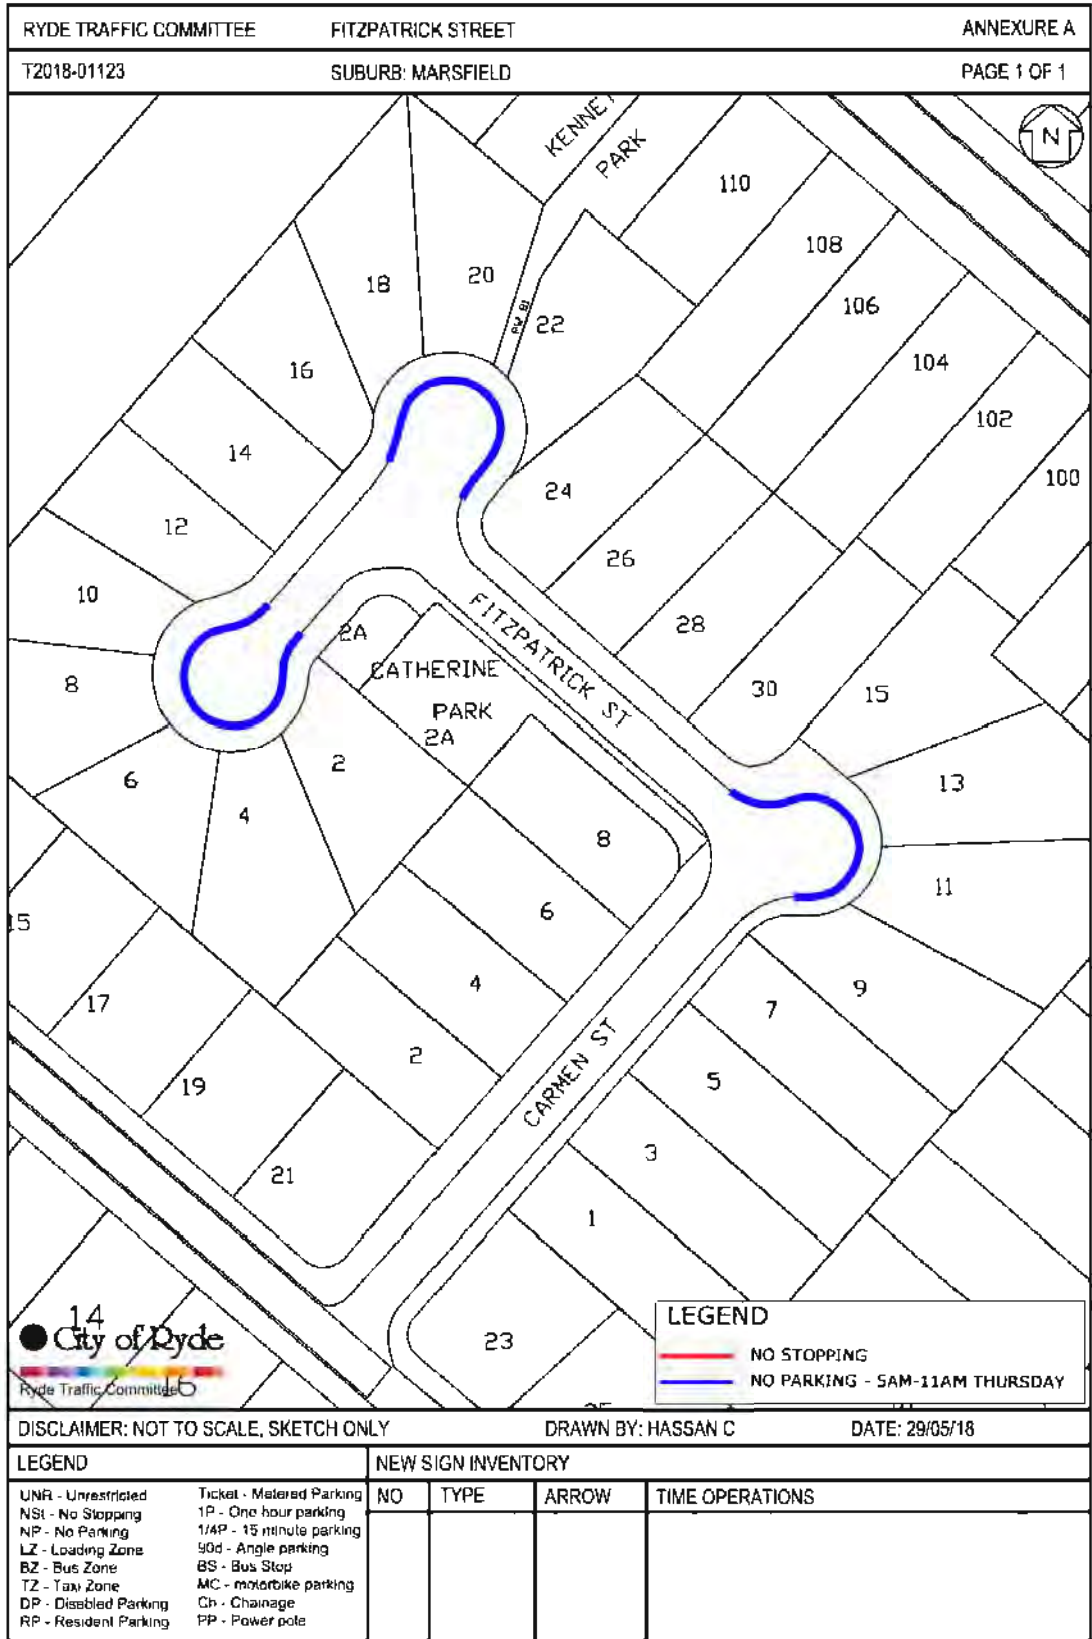 RYDE TRAFFIC COMMITTEE FITZPATRICK STREET ANNEXURE A
T2018-01123 SUBURB: MARSFIELD PAGE 1 OF 1
N
KENNET
PARK
110
108
18
20
106
22
16
104
102
14
24
100
12
26
10
FITZPATRICK ST
28
2A
CATHERINE
8
30
15
PARK
2A
2
6
13
4
8
11
6
15
4
9
17
7
2
5
CARMEN ST
19
3
21
1
14
City of Ryde
Ryde Traffic Committee
23
LEGEND
NO STOPPING
NO PARKING - 5AM-11AM THURSDAY
DISCLAIMER: NOT TO SCALE, SKETCH ONLY DRAWN BY: HASSAN C DATE: 29/05/18
LEGEND
UNR - Unrestricted
NSt - No Stopping
NP - No Parking
LZ - Loading Zone
BZ - Bus Zone
TZ - Taxi Zone
DP - Disabled Parking
RP - Resident Parking
Ticket - Metered Parking
1P - One hour parking
1/4P - 15 minute parking
90d - Angle parking
BS - Bus Stop
MC - motorbike parking
Ch - Chainage
PP - Power pole
NEW SIGN INVENTORY
NO TYPE ARROW TIME OPERATIONS